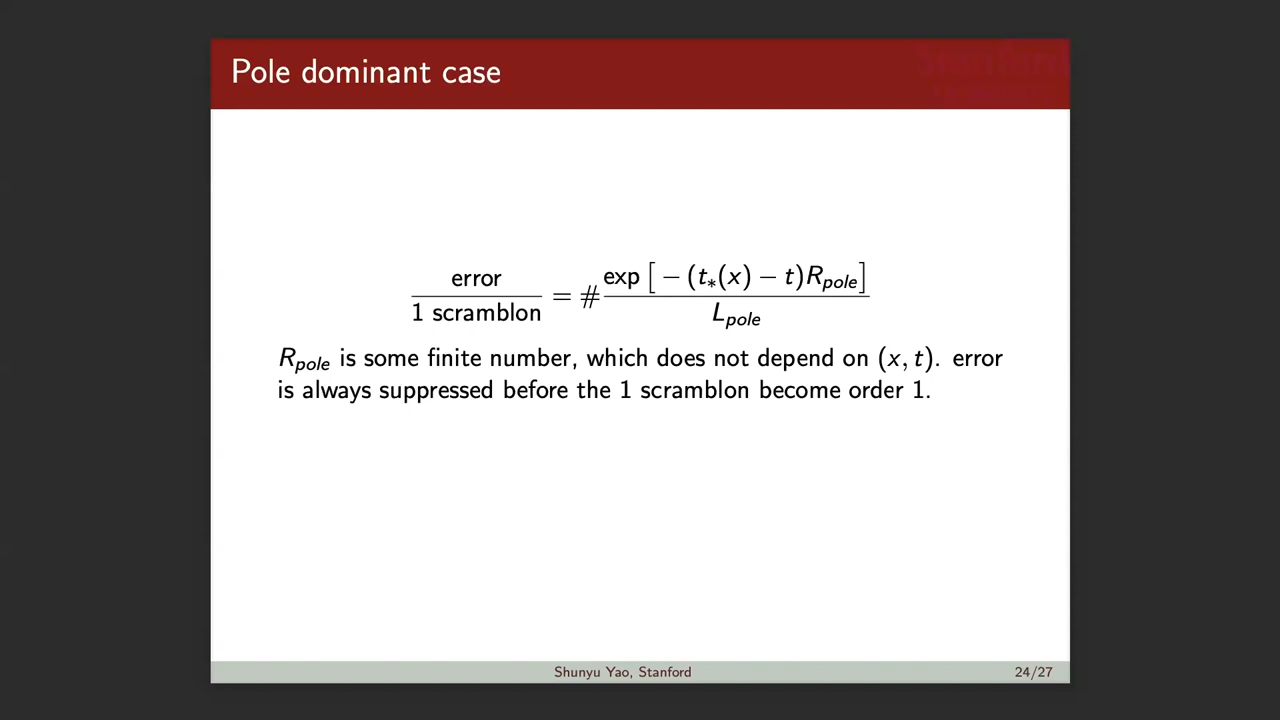 Pole dominant case
error / 1 scramblon = # exp [ − (t∗(x) − t)R_pole ] / L_pole
R_pole is some finite number, which does not depend on (x, t). error
is always suppressed before the 1 scramblon become order 1.
Shunyu Yao, Stanford 24/27